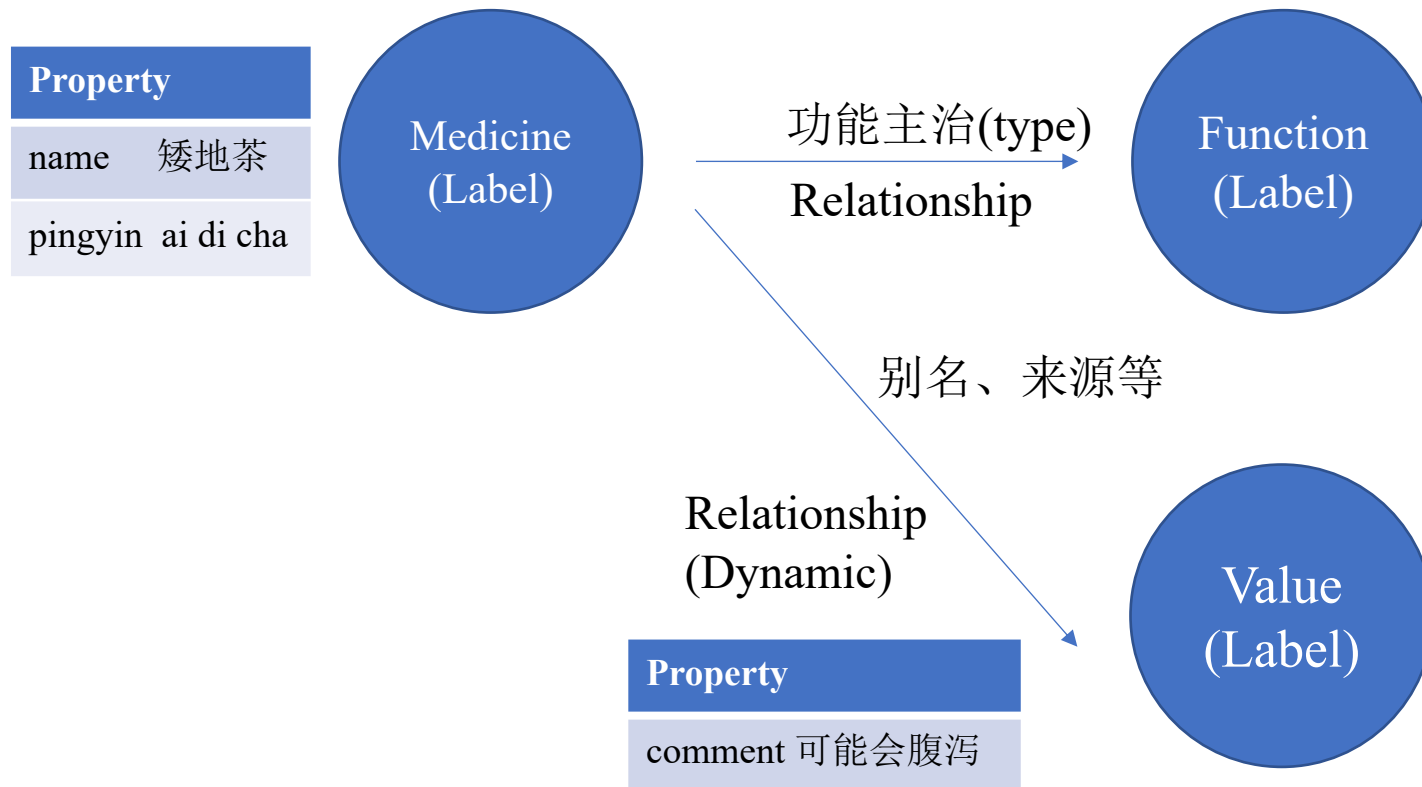 Property
name 矮地茶
pingyin ai di cha
Medicine
(Label)
功能主治(type)
Relationship
Function
(Label)
别名、来源等
Relationship
(Dynamic)
Property
comment 可能会腹泻
Value
(Label)